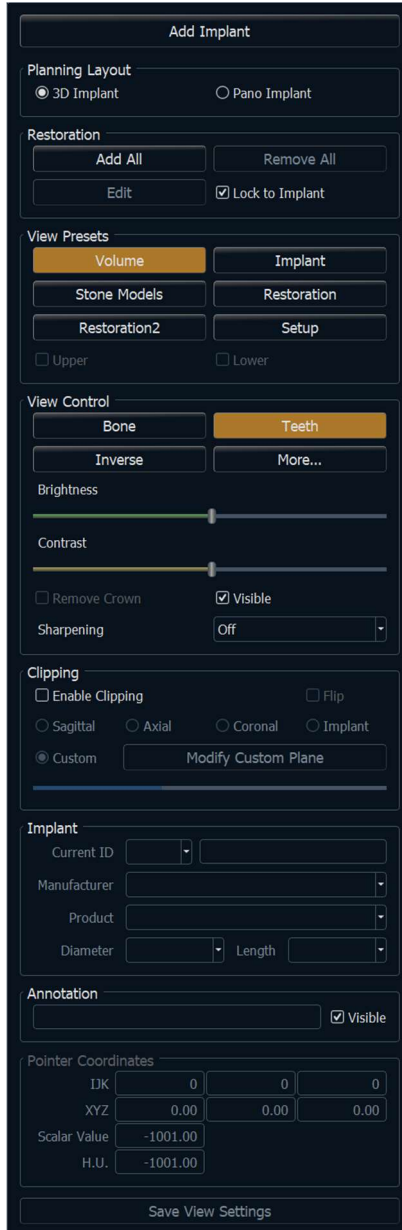 Add Implant
Planning Layout
3D Implant Pano Implant
Restoration
Add All Remove All
Edit Lock to Implant
View Presets
Volume Implant
Stone Models Restoration
Restoration2 Setup
Upper Lower
View Control
Bone Teeth
Inverse More...
Brightness
Contrast
Remove Crown Visible
Sharpening Off
Clipping
Enable Clipping Flip
Sagittal Axial Coronal Implant
Custom Modify Custom Plane
Implant
Current ID
Manufacturer
Product
Diameter Length
Annotation
Visible
Pointer Coordinates
IJK 0 0 0
XYZ 0.00 0.00 0.00
Scalar Value -1001.00
H.U. -1001.00
Save View Settings